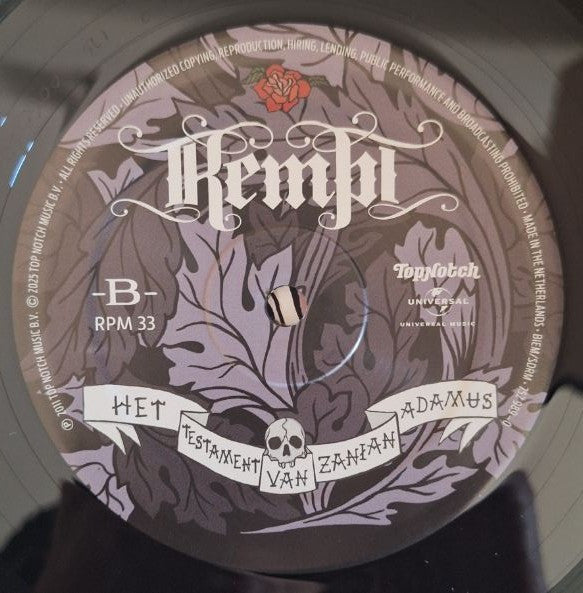 ℗ 2011 TOP NOTCH MUSIC B.V. · © 2025 TOP NOTCH MUSIC B.V. · ALL RIGHTS RESERVED · UNAUTHORIZED COPYING, REPRODUCTION, HIRING, LENDING, PUBLIC PERFORMANCE AND BROADCASTING PROHIBITED · MADE IN THE NETHERLANDS · BIEM/SDRM ·
Kempi
-B-
RPM 33
TopNotch
UNIVERSAL
UNIVERSAL MUSIC
HET
TESTAMENT
VAN
ZANIAN
ADAMUS